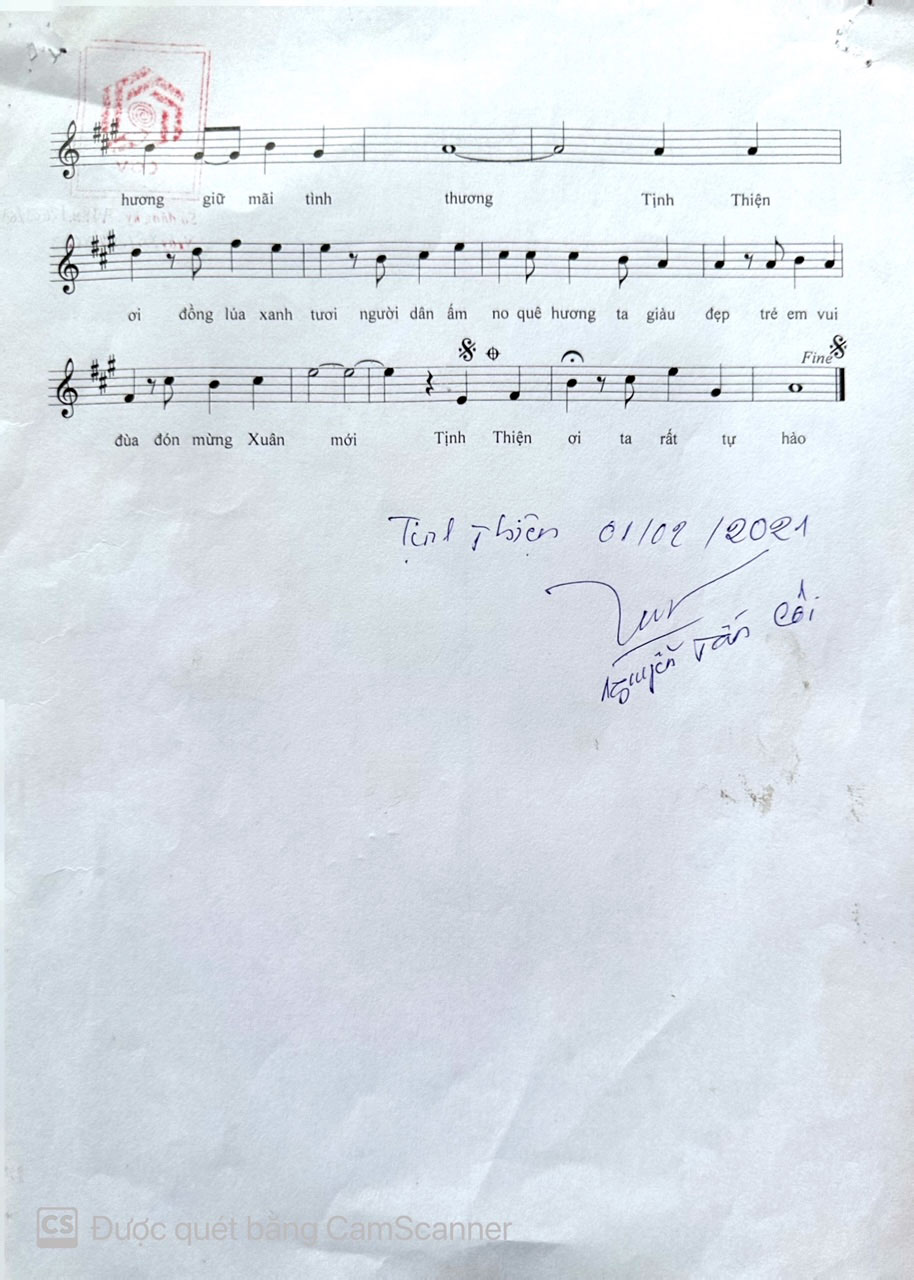 hương giữ mãi tình thương Tịnh Thiện
ơi đồng lúa xanh tươi người dân ấm no quê hương ta giàu đẹp trẻ em vui
Fine
đùa đón mừng Xuân mới Tịnh Thiện ơi ta rất tự hào
Tịnh Thiện 01/02/2021
Nguyễn Tấn Côi
CS Được quét bằng CamScanner